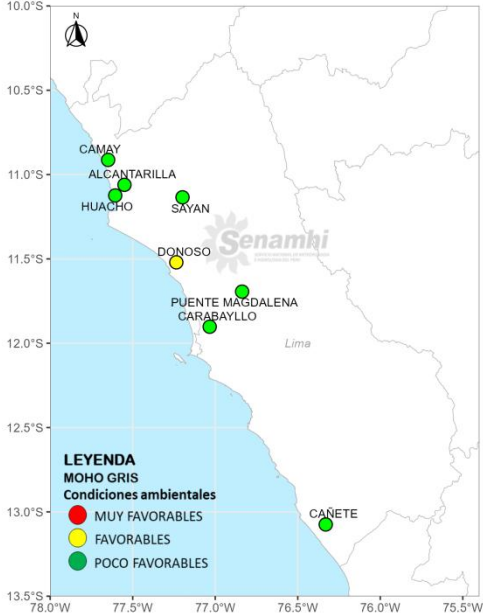 10.0°S
N
10.5°S
CAMAY
11.0°S
ALCANTARILLA
HUACHO
SAYAN
Senamhi
11.5°S
DONOSO
PUENTE MAGDALENA
CARABAYLLO
12.0°S
Lima
12.5°S
LEYENDA
MOHO GRIS
Condiciones ambientales
MUY FAVORABLES
FAVORABLES
POCO FAVORABLES
CAÑETE
13.0°S
13.5°S
78.0°W 77.5°W 77.0°W 76.5°W 76.0°W 75.5°W